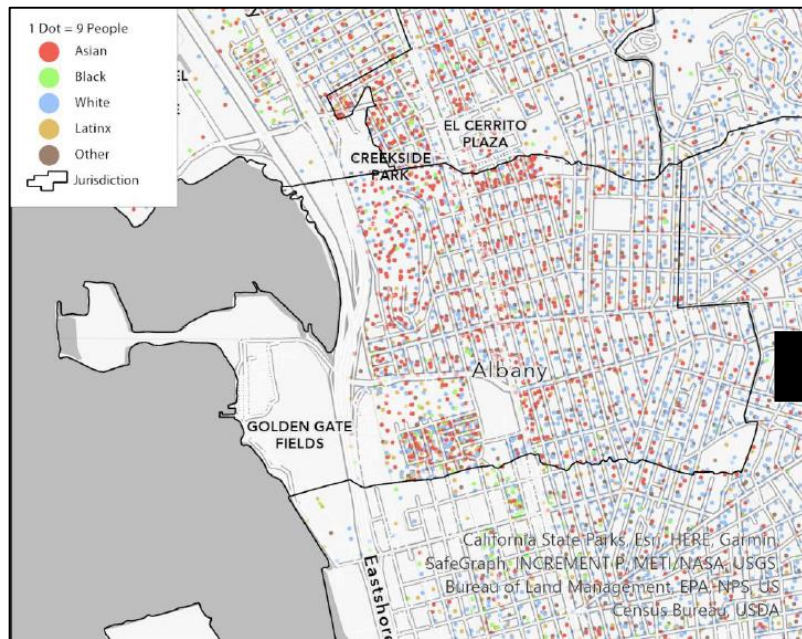 1 Dot = 9 People
Asian
Black
White
Latinx
Other
Jurisdiction
EL CERRITO
PLAZA
CREEKSIDE
PARK
Albany
GOLDEN GATE
FIELDS
Eastshor
California State Parks, Esri, HERE, Garmin,
SafeGraph, INCREMENT P, METI/NASA, USGS,
Bureau of Land Management, EPA, NPS, US
Census Bureau, USDA